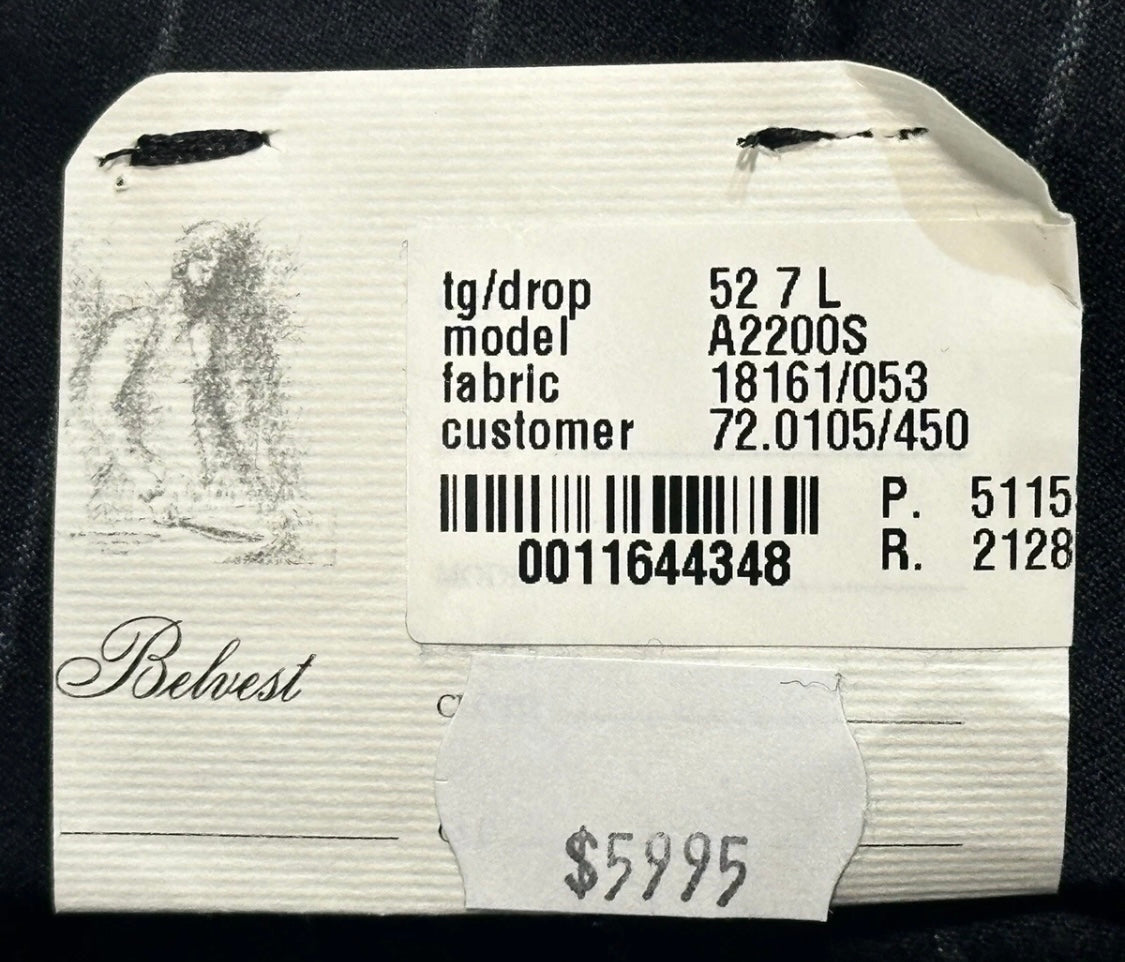 tg/drop 52 7 L
model A2200S
fabric 18161/053
customer 72.0105/450
P. 5115
R. 2128
0011644348
Belvest
$5995